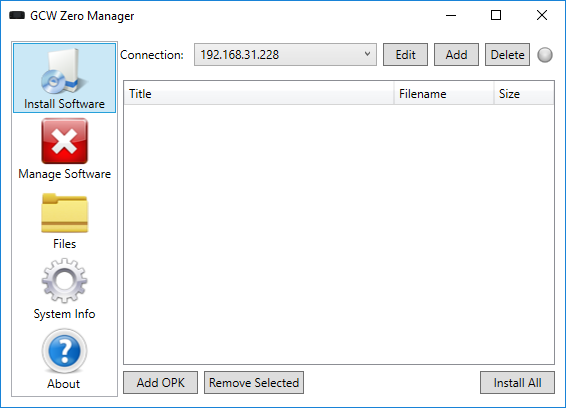 GCW Zero Manager
Connection: 192.168.31.228 Edit Add Delete
Install Software
Manage Software
Files
System Info
About
Title Filename Size
Add OPK Remove Selected Install All